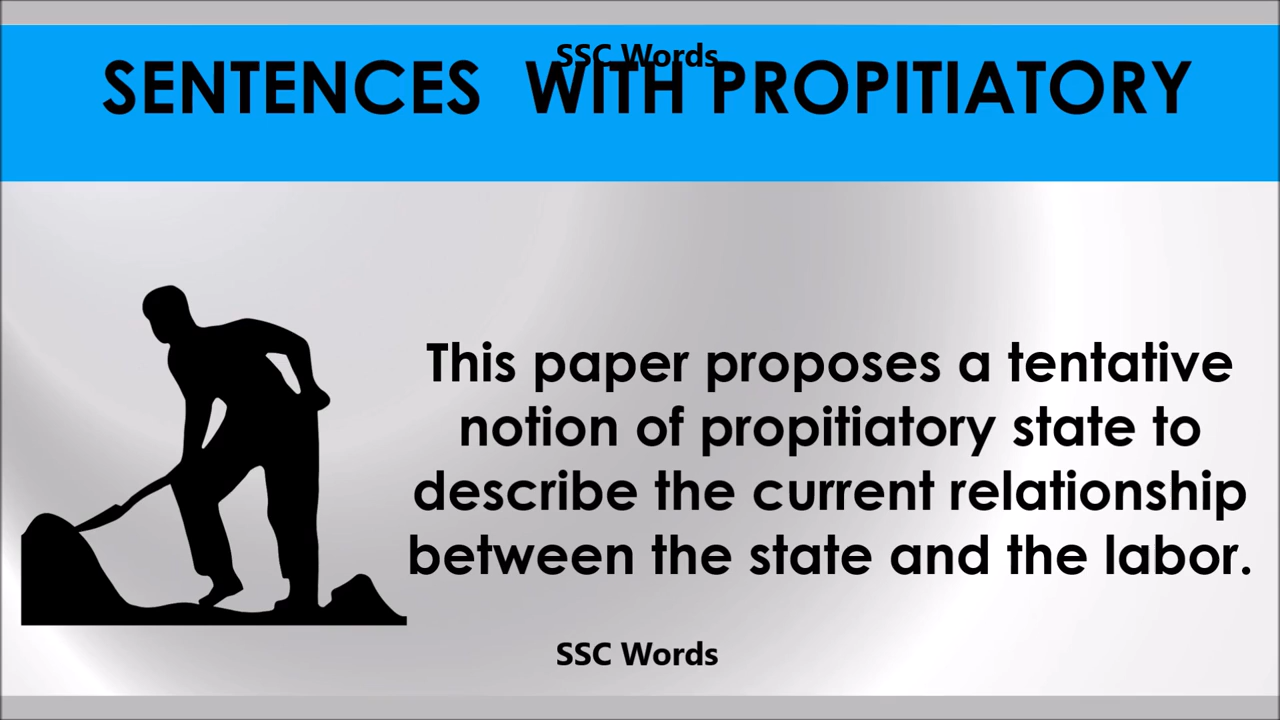 SSC Words
SENTENCES WITH PROPITIATORY
This paper proposes a tentative
notion of propitiatory state to
describe the current relationship
between the state and the labor.
SSC Words